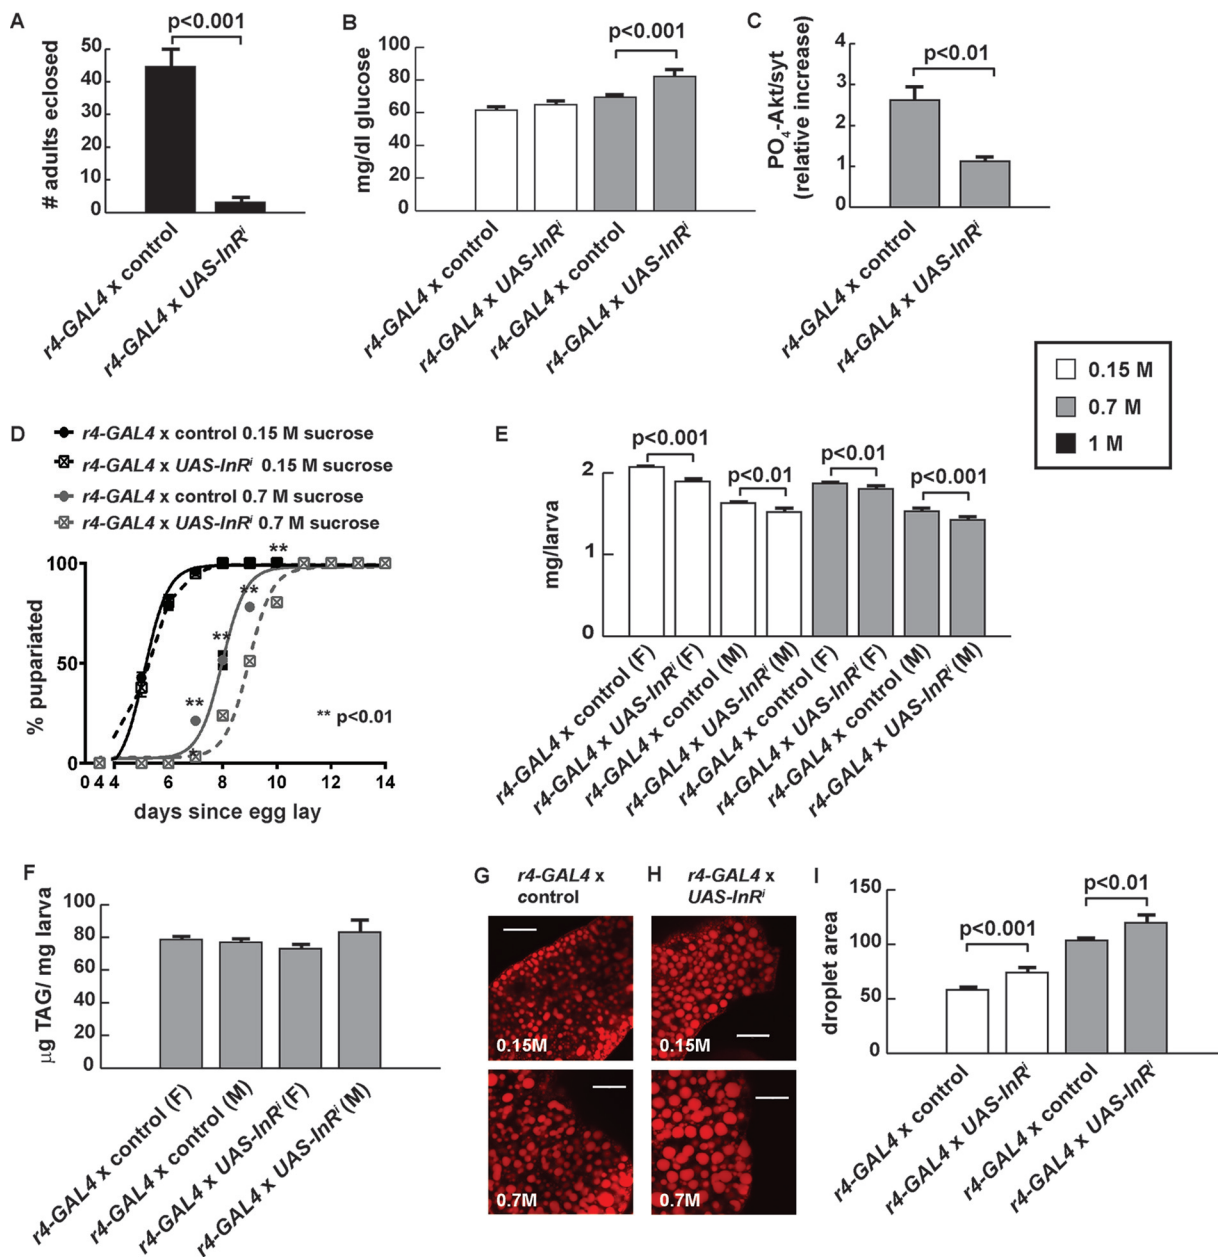 A
p<0.001
# adults eclosed
50
40
30
20
10
0
r4-GAL4 x control
r4-GAL4 x UAS-InRⁱ
B
p<0.001
mg/dl glucose
100
80
60
40
20
0
r4-GAL4 x control
r4-GAL4 x UAS-InRⁱ
r4-GAL4 x control
r4-GAL4 x UAS-InRⁱ
C
p<0.01
PO₄-Akt/syt
(relative increase)
4
3
2
1
0
r4-GAL4 x control
r4-GAL4 x UAS-InRⁱ
0.15 M
0.7 M
1 M
D
r4-GAL4 x control 0.15 M sucrose
r4-GAL4 x UAS-InRⁱ 0.15 M sucrose
r4-GAL4 x control 0.7 M sucrose
r4-GAL4 x UAS-InRⁱ 0.7 M sucrose
% pupariated
100
50
0
**
**
**
**
*
** p<0.01
0 4 4 6 8 10 12 14
days since egg lay
E
p<0.001
p<0.01
p<0.01
p<0.001
mg/larva
2
1
0
r4-GAL4 x control (F)
r4-GAL4 x UAS-InRⁱ (F)
r4-GAL4 x control (M)
r4-GAL4 x UAS-InRⁱ (M)
r4-GAL4 x control (F)
r4-GAL4 x UAS-InRⁱ (F)
r4-GAL4 x control (M)
r4-GAL4 x UAS-InRⁱ (M)
F
µg TAG/ mg larva
100
80
60
40
20
0
r4-GAL4 x control (F)
r4-GAL4 x control (M)
r4-GAL4 x UAS-InRⁱ (F)
r4-GAL4 x UAS-InRⁱ (M)
G r4-GAL4 x
control
0.15M
0.7M
H r4-GAL4 x
UAS-InRⁱ
0.15M
0.7M
I
p<0.001
p<0.01
droplet area
150
100
50
0
r4-GAL4 x control
r4-GAL4 x UAS-InRⁱ
r4-GAL4 x control
r4-GAL4 x UAS-InRⁱ